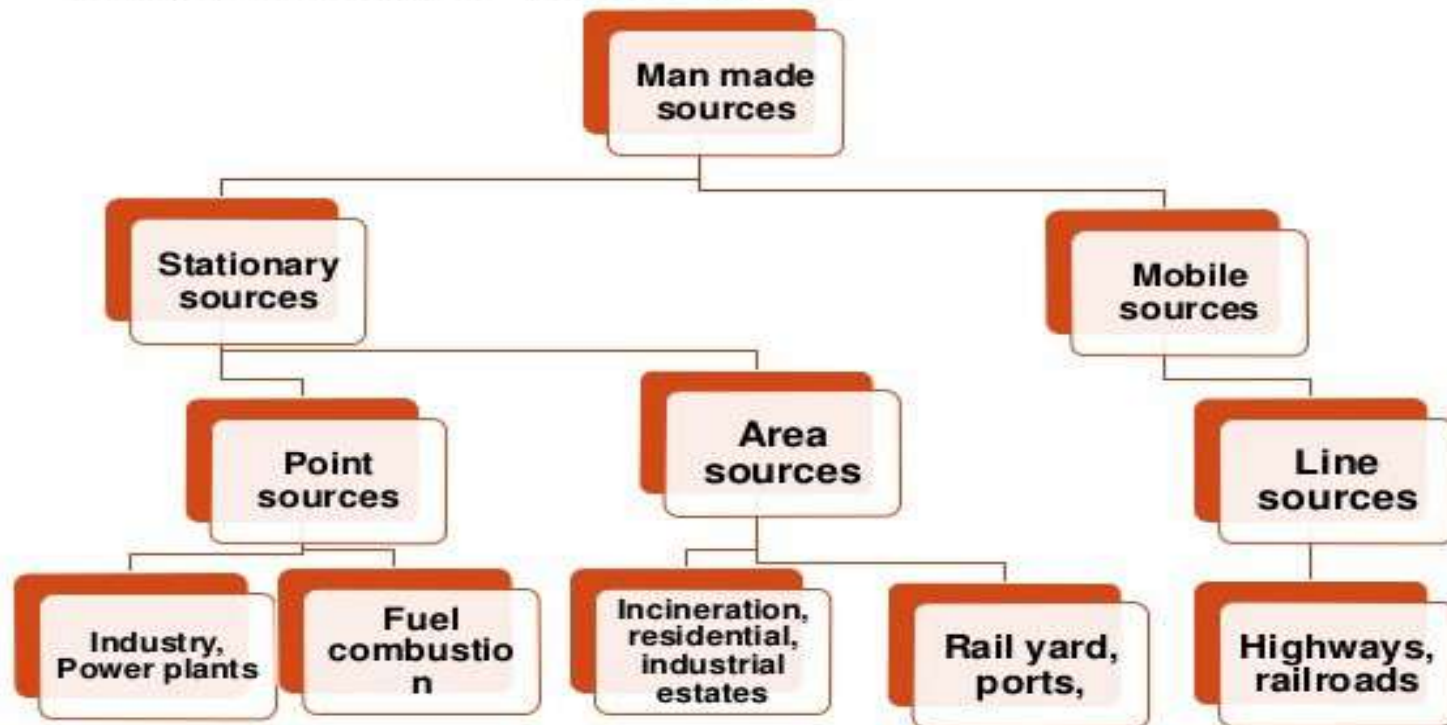 Man made
sources
Stationary
sources
Mobile
sources
Point
sources
Area
sources
Line
sources
Industry,
Power plants
Fuel
combustio
n
Incineration,
residential,
industrial
estates
Rail yard,
ports,
Highways,
railroads